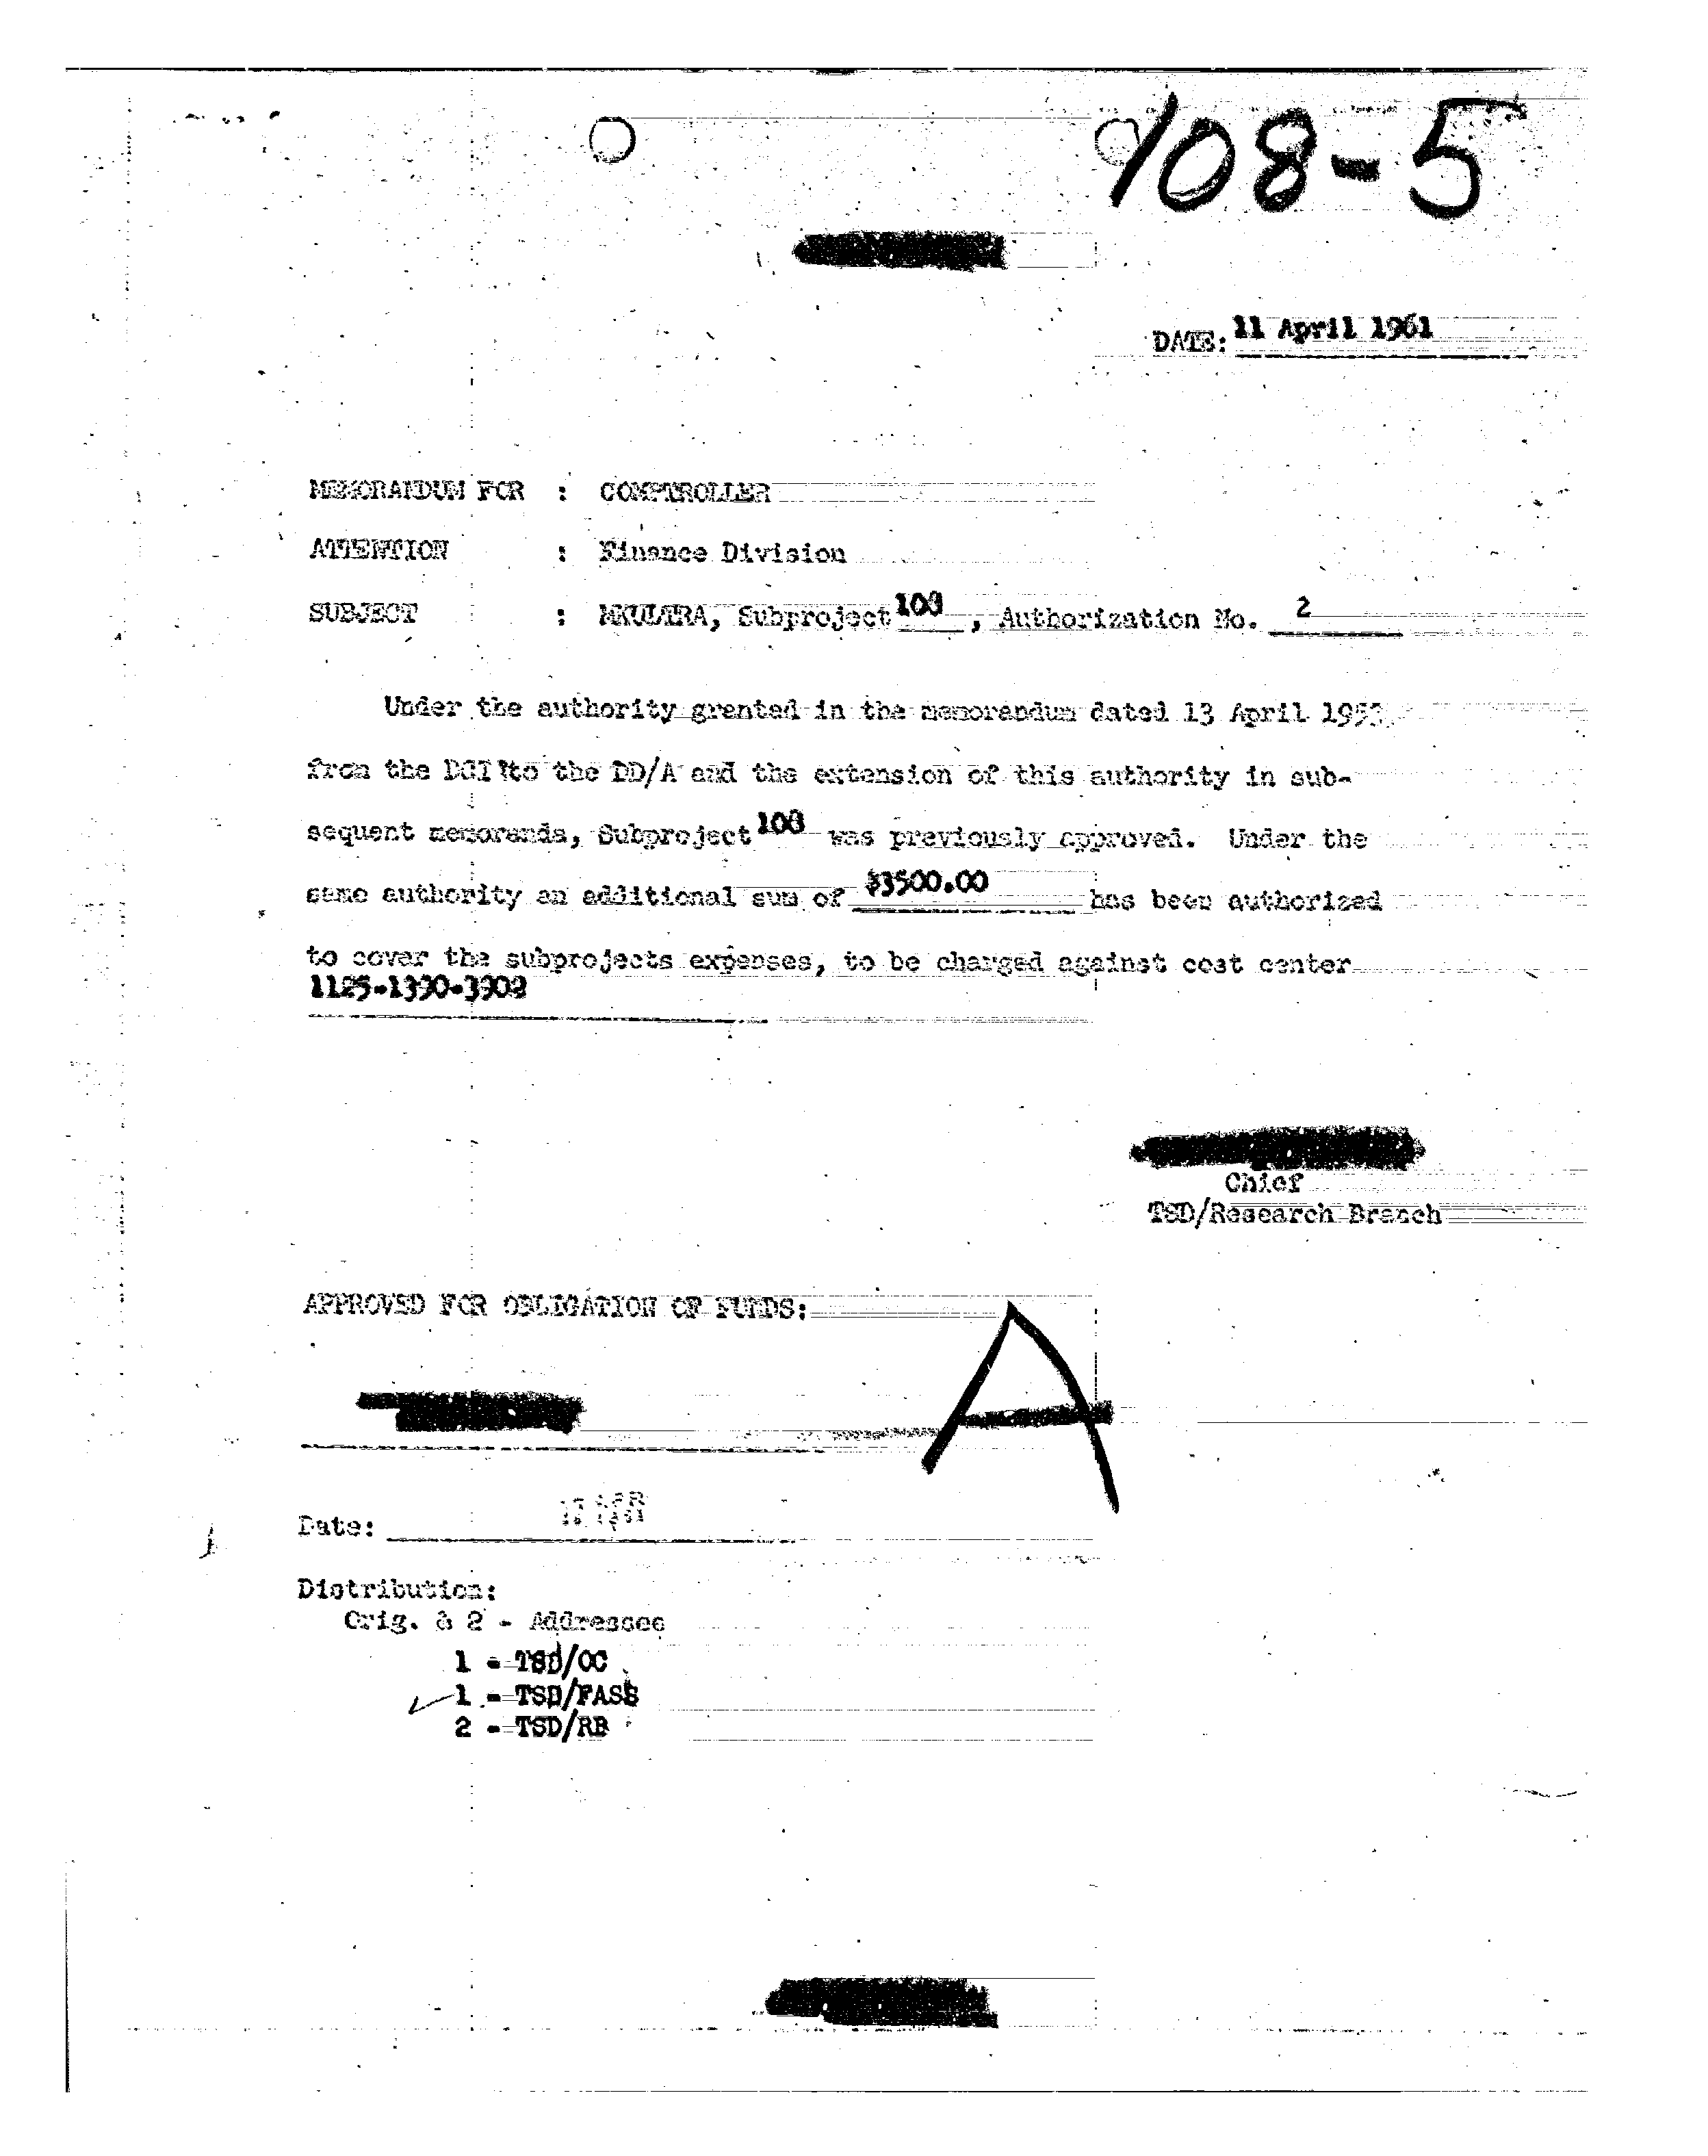 108-5
DATE: 11 April 1961
MEMORANDUM FOR : COMPTROLLER
ATTENTION : Finance Division
SUBJECT : MKULTRA, Subproject 108, Authorization No. 2
Under the authority granted in the memorandum dated 13 April 1953
from the DCI to the DD/A and the extension of this authority in sub-
sequent memoranda, Subproject 108 was previously approved. Under the
same authority an additional sum of $3500.00 has been authorized
to cover the subprojects expenses, to be charged against cost center
1125-1390-3902
Chief
TSD/Research Branch
APPROVED FOR OBLIGATION OF FUNDS:
A
Date:
Distribution:
Orig. & 2 - Addressee
1 - TSD/OC
1 - TSD/FASS
2 - TSD/RB